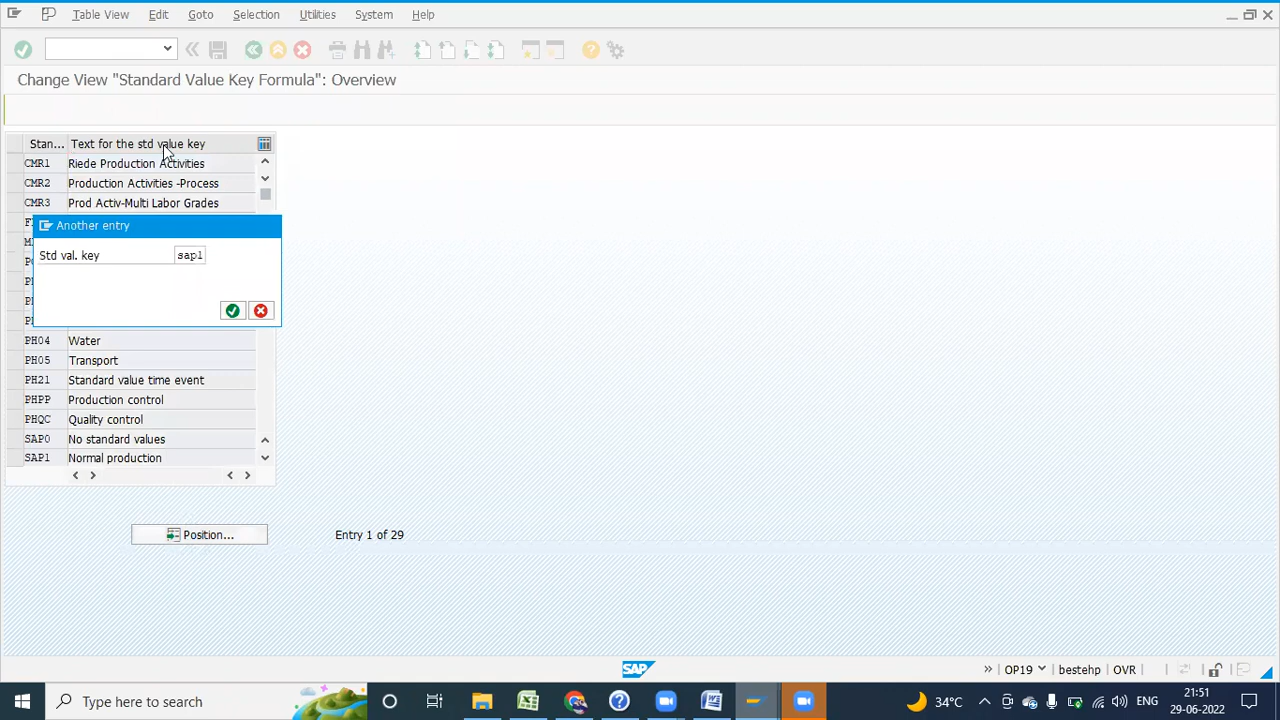 Table View Edit Goto Selection Utilities System Help
Change View "Standard Value Key Formula": Overview
Stan... Text for the std value key
CMR1 Riede Production Activities
CMR2 Production Activities -Process
CMR3 Prod Activ-Multi Labor Grades
Another entry
Std val. key sap1
PH04 Water
PH05 Transport
PH21 Standard value time event
PHPP Production control
PHQC Quality control
SAP0 No standard values
SAP1 Normal production
Position... Entry 1 of 29
SAP » OP19 bestehp OVR
Type here to search 34°C ENG 21:51
29-06-2022